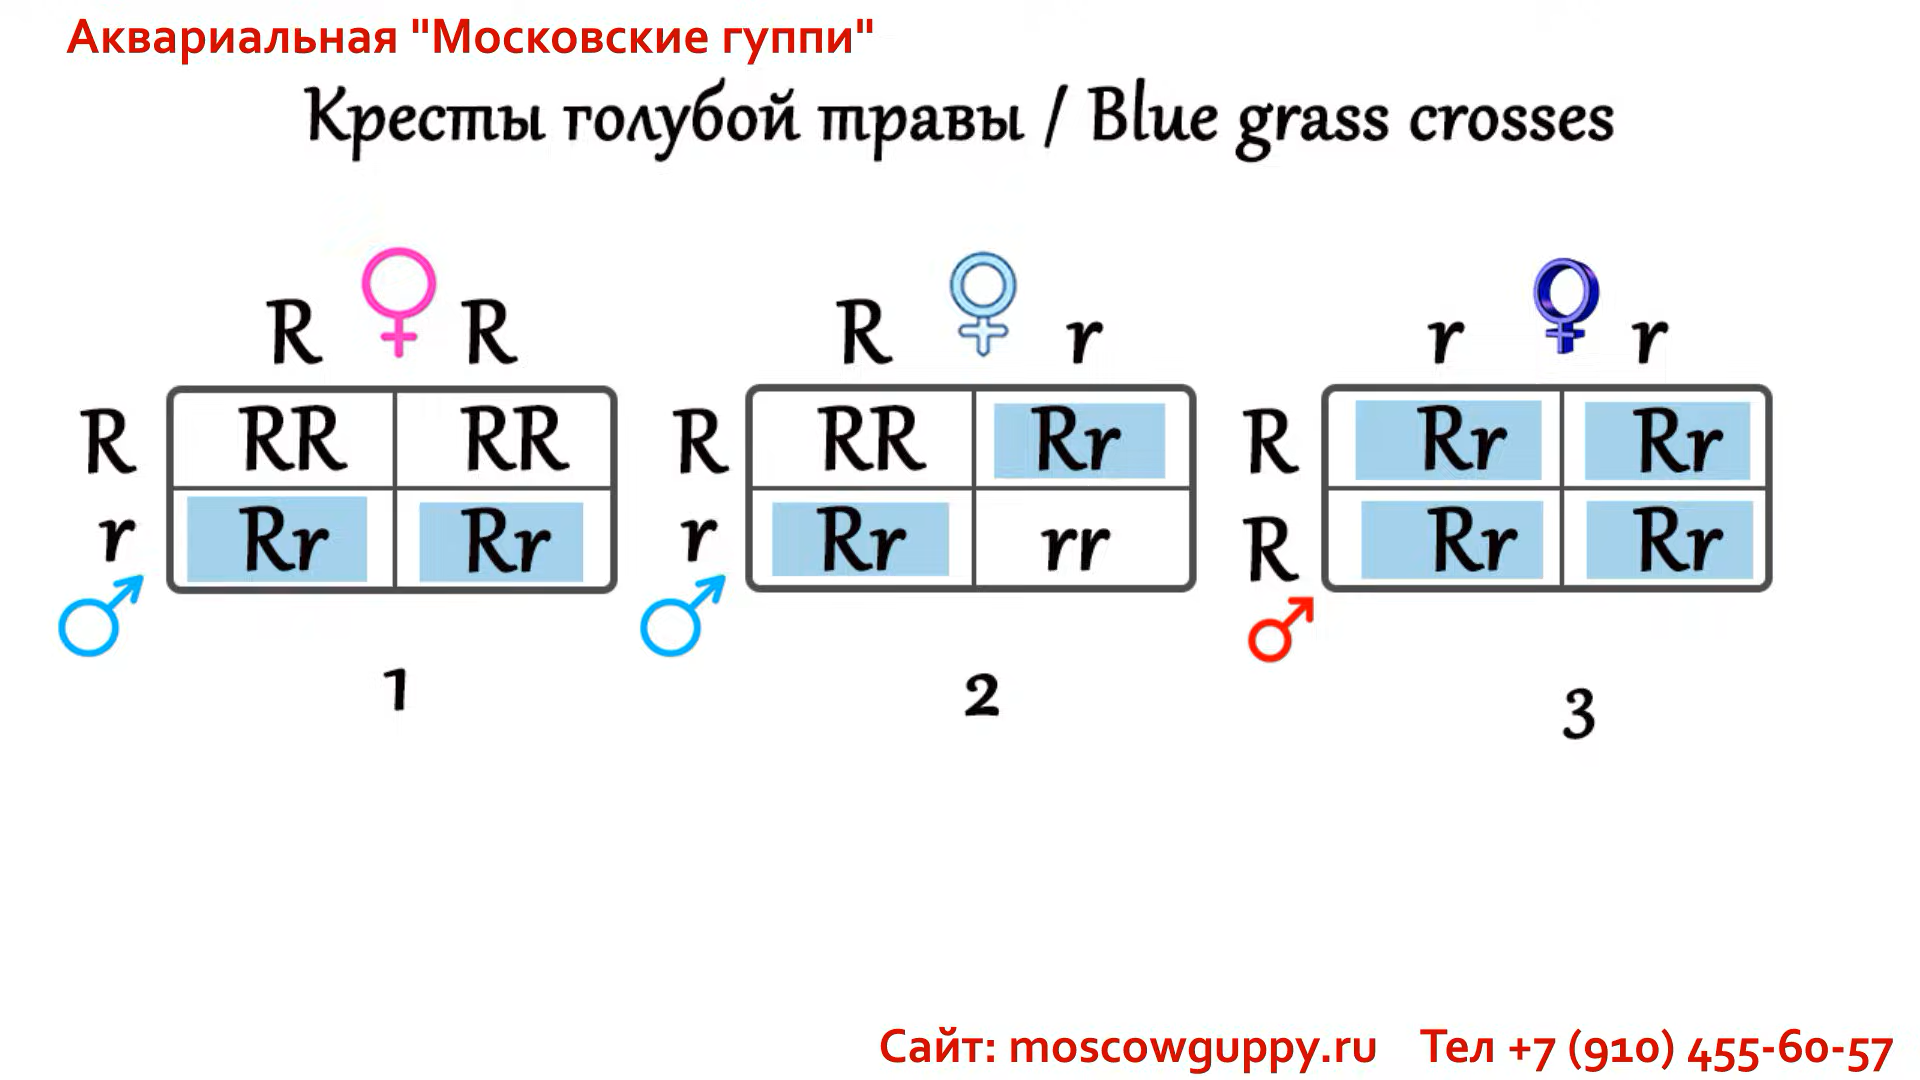 Аквариальная "Московские гуппи"
Кресты голубой травы / Blue grass crosses
R R
R RR RR
r Rr Rr
1
R r
R RR Rr
r Rr rr
2
r r
R Rr Rr
R Rr Rr
3
Сайт: moscowguppy.ru Тел +7 (910) 455-60-57